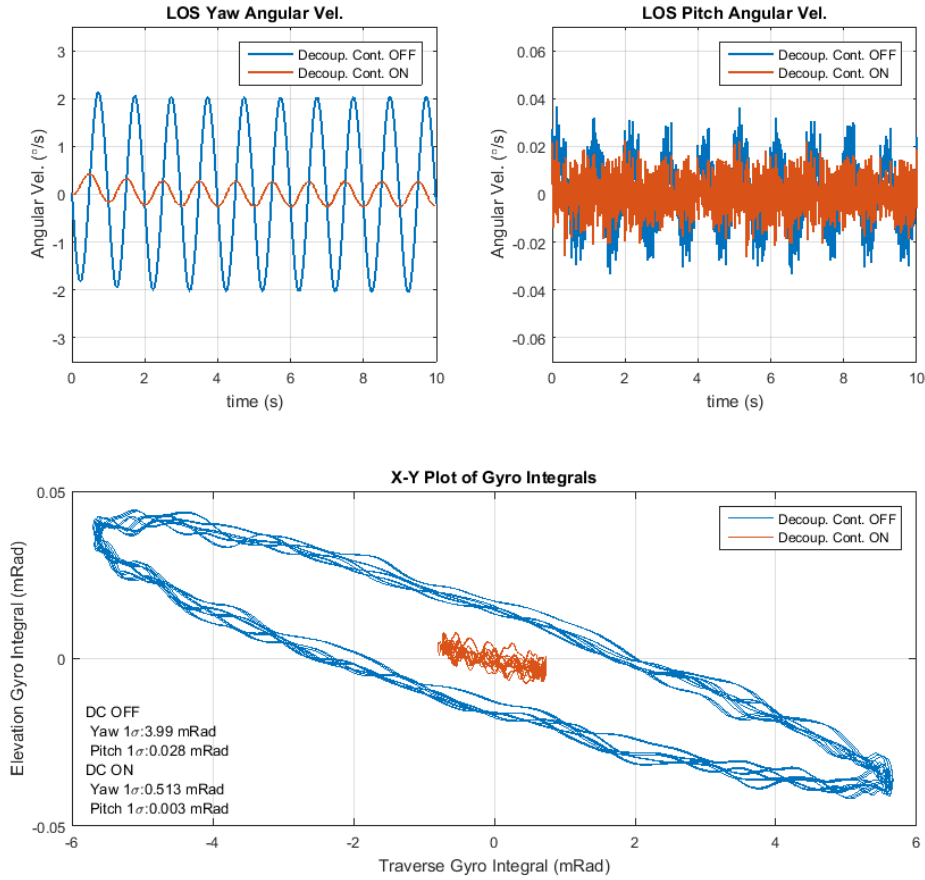 LOS Yaw Angular Vel.
3
2
1
0
-1
-2
-3
Angular Vel. (°/s)
Decoup. Cont. OFF
Decoup. Cont. ON
0 2 4 6 8 10
time (s)
LOS Pitch Angular Vel.
0.06
0.04
0.02
0
-0.02
-0.04
-0.06
Angular Vel. (°/s)
Decoup. Cont. OFF
Decoup. Cont. ON
0 2 4 6 8 10
time (s)
X-Y Plot of Gyro Integrals
0.05
0
-0.05
Elevation Gyro Integral (mRad)
Decoup. Cont. OFF
Decoup. Cont. ON
DC OFF
Yaw 1σ:3.99 mRad
Pitch 1σ:0.028 mRad
DC ON
Yaw 1σ:0.513 mRad
Pitch 1σ:0.003 mRad
-6 -4 -2 0 2 4 6
Traverse Gyro Integral (mRad)